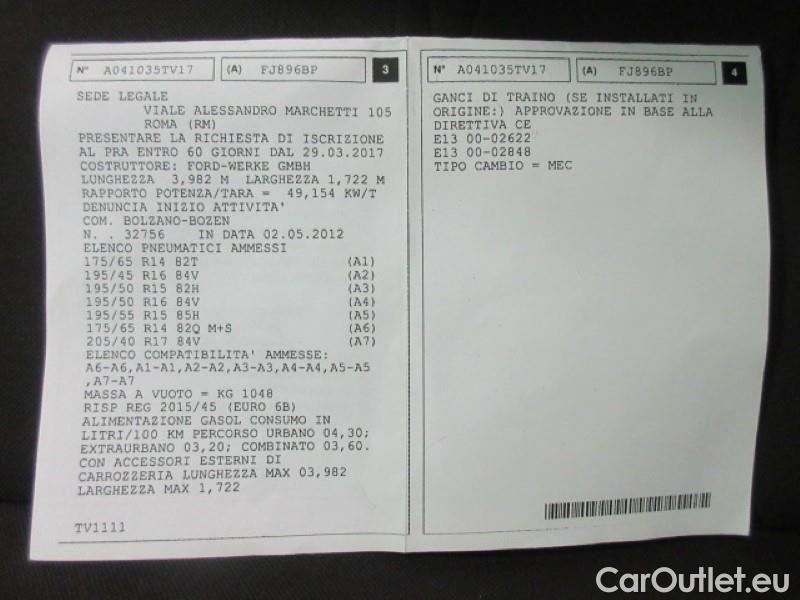 N° A041035TV17 (A) FJ896BP 3
SEDE LEGALE
VIALE ALESSANDRO MARCHETTI 105
ROMA (RM)
PRESENTARE LA RICHIESTA DI ISCRIZIONE
AL PRA ENTRO 60 GIORNI DAL 29.03.2017
COSTRUTTORE: FORD-WERKE GMBH
LUNGHEZZA 3,982 M LARGHEZZA 1,722 M
RAPPORTO POTENZA/TARA = 49,154 KW/T
DENUNCIA INIZIO ATTIVITA'
COM. BOLZANO-BOZEN
N. . 32756 IN DATA 02.05.2012
ELENCO PNEUMATICI AMMESSI
175/65 R14 82T (A1)
195/45 R16 84V (A2)
195/50 R15 82H (A3)
195/50 R16 84V (A4)
195/55 R15 85H (A5)
175/65 R14 82Q M+S (A6)
205/40 R17 84V (A7)
ELENCO COMPATIBILITA' AMMESSE:
A6-A6,A1-A1,A2-A2,A3-A3,A4-A4,A5-A5
,A7-A7
MASSA A VUOTO = KG 1048
RISP REG 2015/45 (EURO 6B)
ALIMENTAZIONE GASOL CONSUMO IN
LITRI/100 KM PERCORSO URBANO 04,30;
EXTRAURBANO 03,20; COMBINATO 03,60.
CON ACCESSORI ESTERNI DI
CARROZZERIA LUNGHEZZA MAX 03,982
LARGHEZZA MAX 1,722
TV1111
N° A041035TV17 (A) FJ896BP 4
GANCI DI TRAINO (SE INSTALLATI IN
ORIGINE:) APPROVAZIONE IN BASE ALLA
DIRETTIVA CE
E13 00-02622
E13 00-02848
TIPO CAMBIO = MEC
CarOutlet.eu